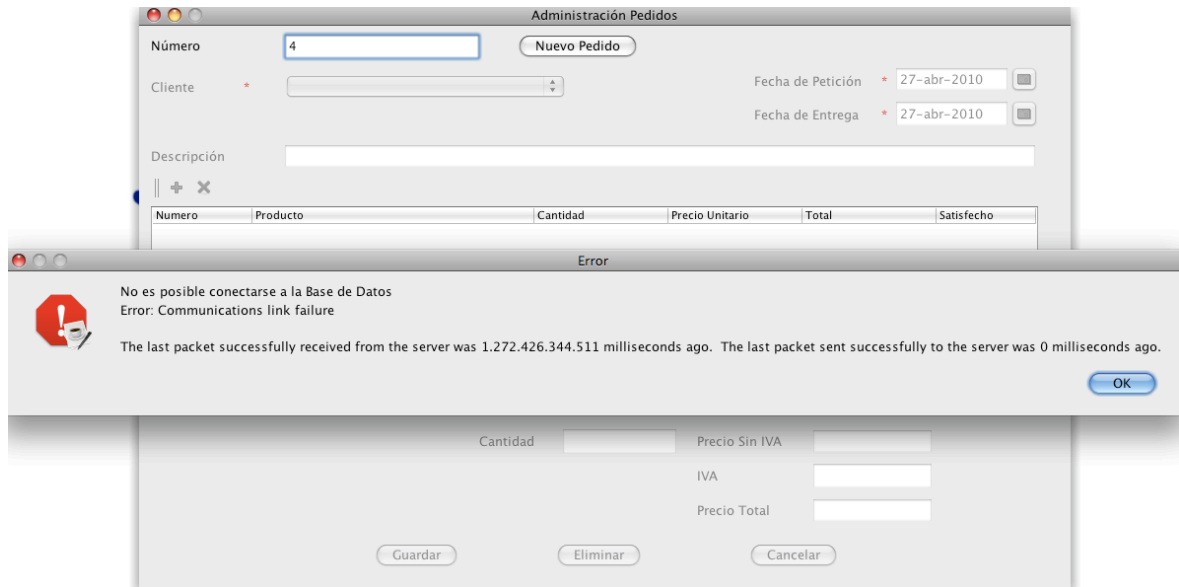 Administración Pedidos
Número 4 Nuevo Pedido
Cliente * Fecha de Petición * 27-abr-2010
Fecha de Entrega * 27-abr-2010
Descripción
Numero Producto Cantidad Precio Unitario Total Satisfecho
Error
No es posible conectarse a la Base de Datos
Error: Communications link failure
The last packet successfully received from the server was 1.272.426.344.511 milliseconds ago. The last packet sent successfully to the server was 0 milliseconds ago.
OK
Cantidad Precio Sin IVA
IVA
Precio Total
Guardar Eliminar Cancelar